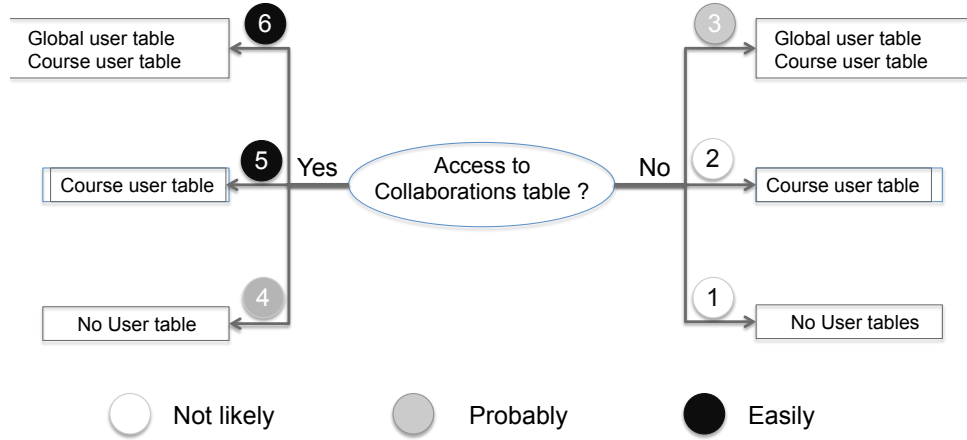 6
3
Global user table
Course user table
Global user table
Course user table
5
2
Yes
Access to
Collaborations table ?
No
Course user table
Course user table
4
1
No User table
No User tables
Not likely
Probably
Easily